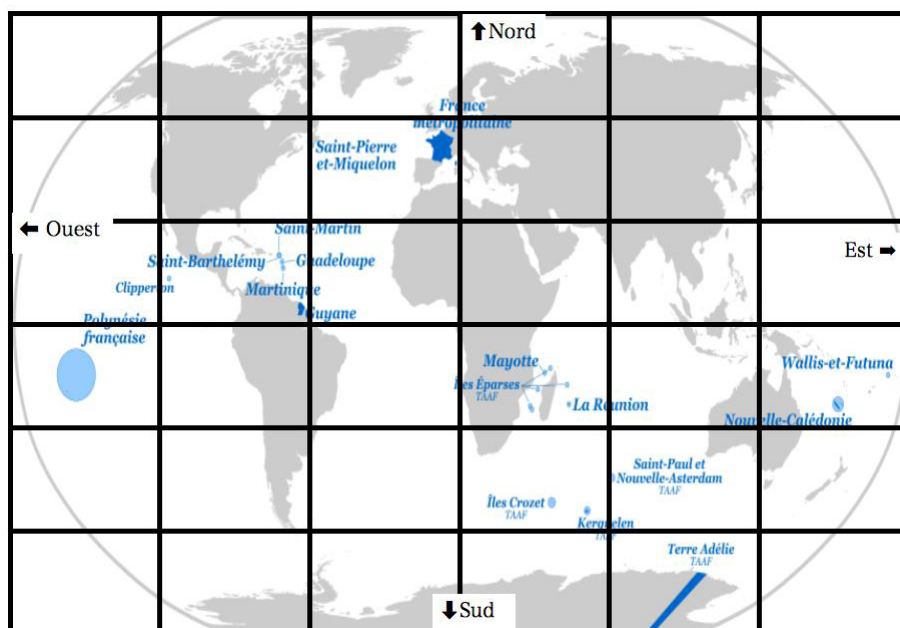 ⬆Nord
France
métropolitaine
Saint-Pierre
et-Miquelon
⬅ Ouest
Saint-Martin
Est ➡
Saint-Barthelémy
Guadeloupe
Clipperton
Martinique
Guyane
Polynésie
française
Mayotte
Wallis-et-Futuna
Îles Éparses
TAAF
La Réunion
Nouvelle-Calédonie
Saint-Paul et
Nouvelle-Asterdam
TAAF
Îles Crozet
TAAF
Kerguelen
TAAF
Terre Adélie
TAAF
⬇Sud